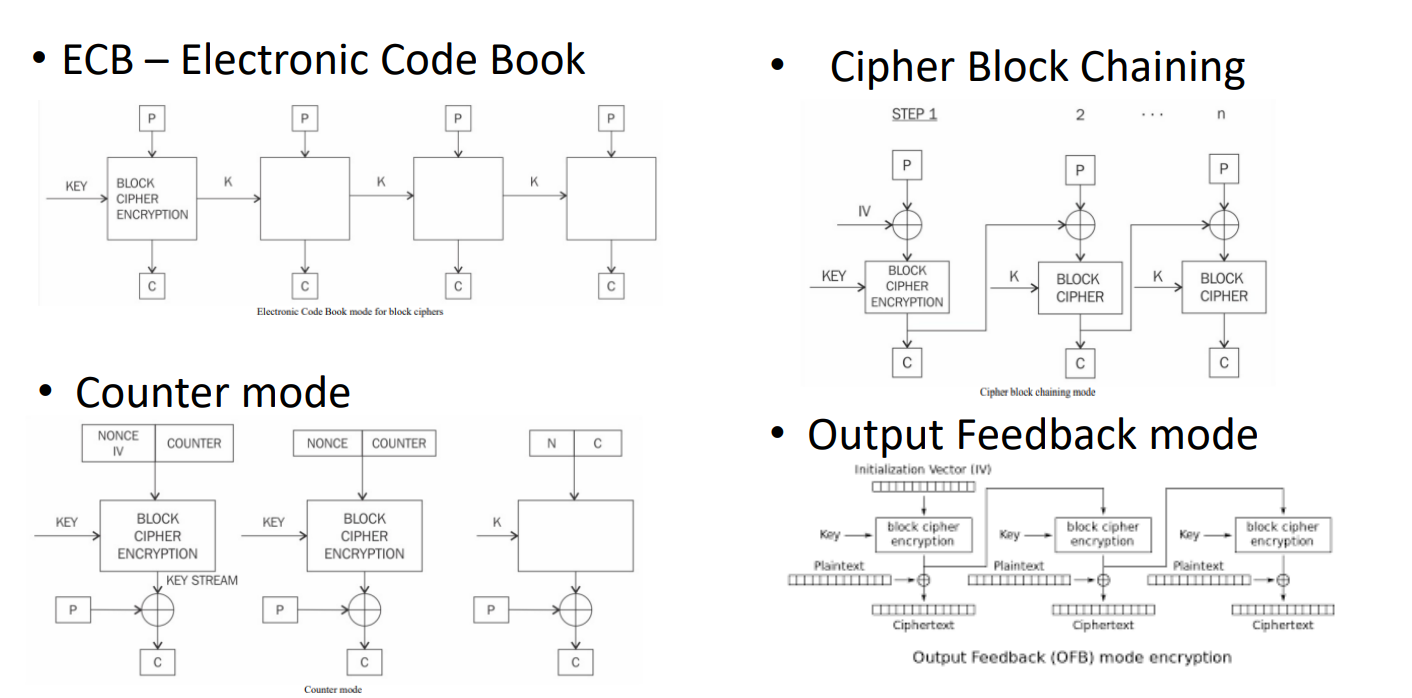 • ECB – Electronic Code Book
P P P P
KEY
BLOCK
CIPHER
ENCRYPTION
K K K
C C C C
Electronic Code Book mode for block ciphers
• Cipher Block Chaining
STEP 1 2 . . . n
P P P
IV
KEY
BLOCK
CIPHER
ENCRYPTION
K
BLOCK
CIPHER
K
BLOCK
CIPHER
C C C
Cipher block chaining mode
• Counter mode
NONCE
IV
COUNTER
NONCE COUNTER
N C
KEY
BLOCK
CIPHER
ENCRYPTION
KEY
BLOCK
CIPHER
ENCRYPTION
K
KEY STREAM
P P P
C C C
Counter mode
• Output Feedback mode
Initialization Vector (IV)
Key
block cipher
encryption
Key
block cipher
encryption
Key
block cipher
encryption
Plaintext Plaintext Plaintext
Ciphertext Ciphertext Ciphertext
Output Feedback (OFB) mode encryption